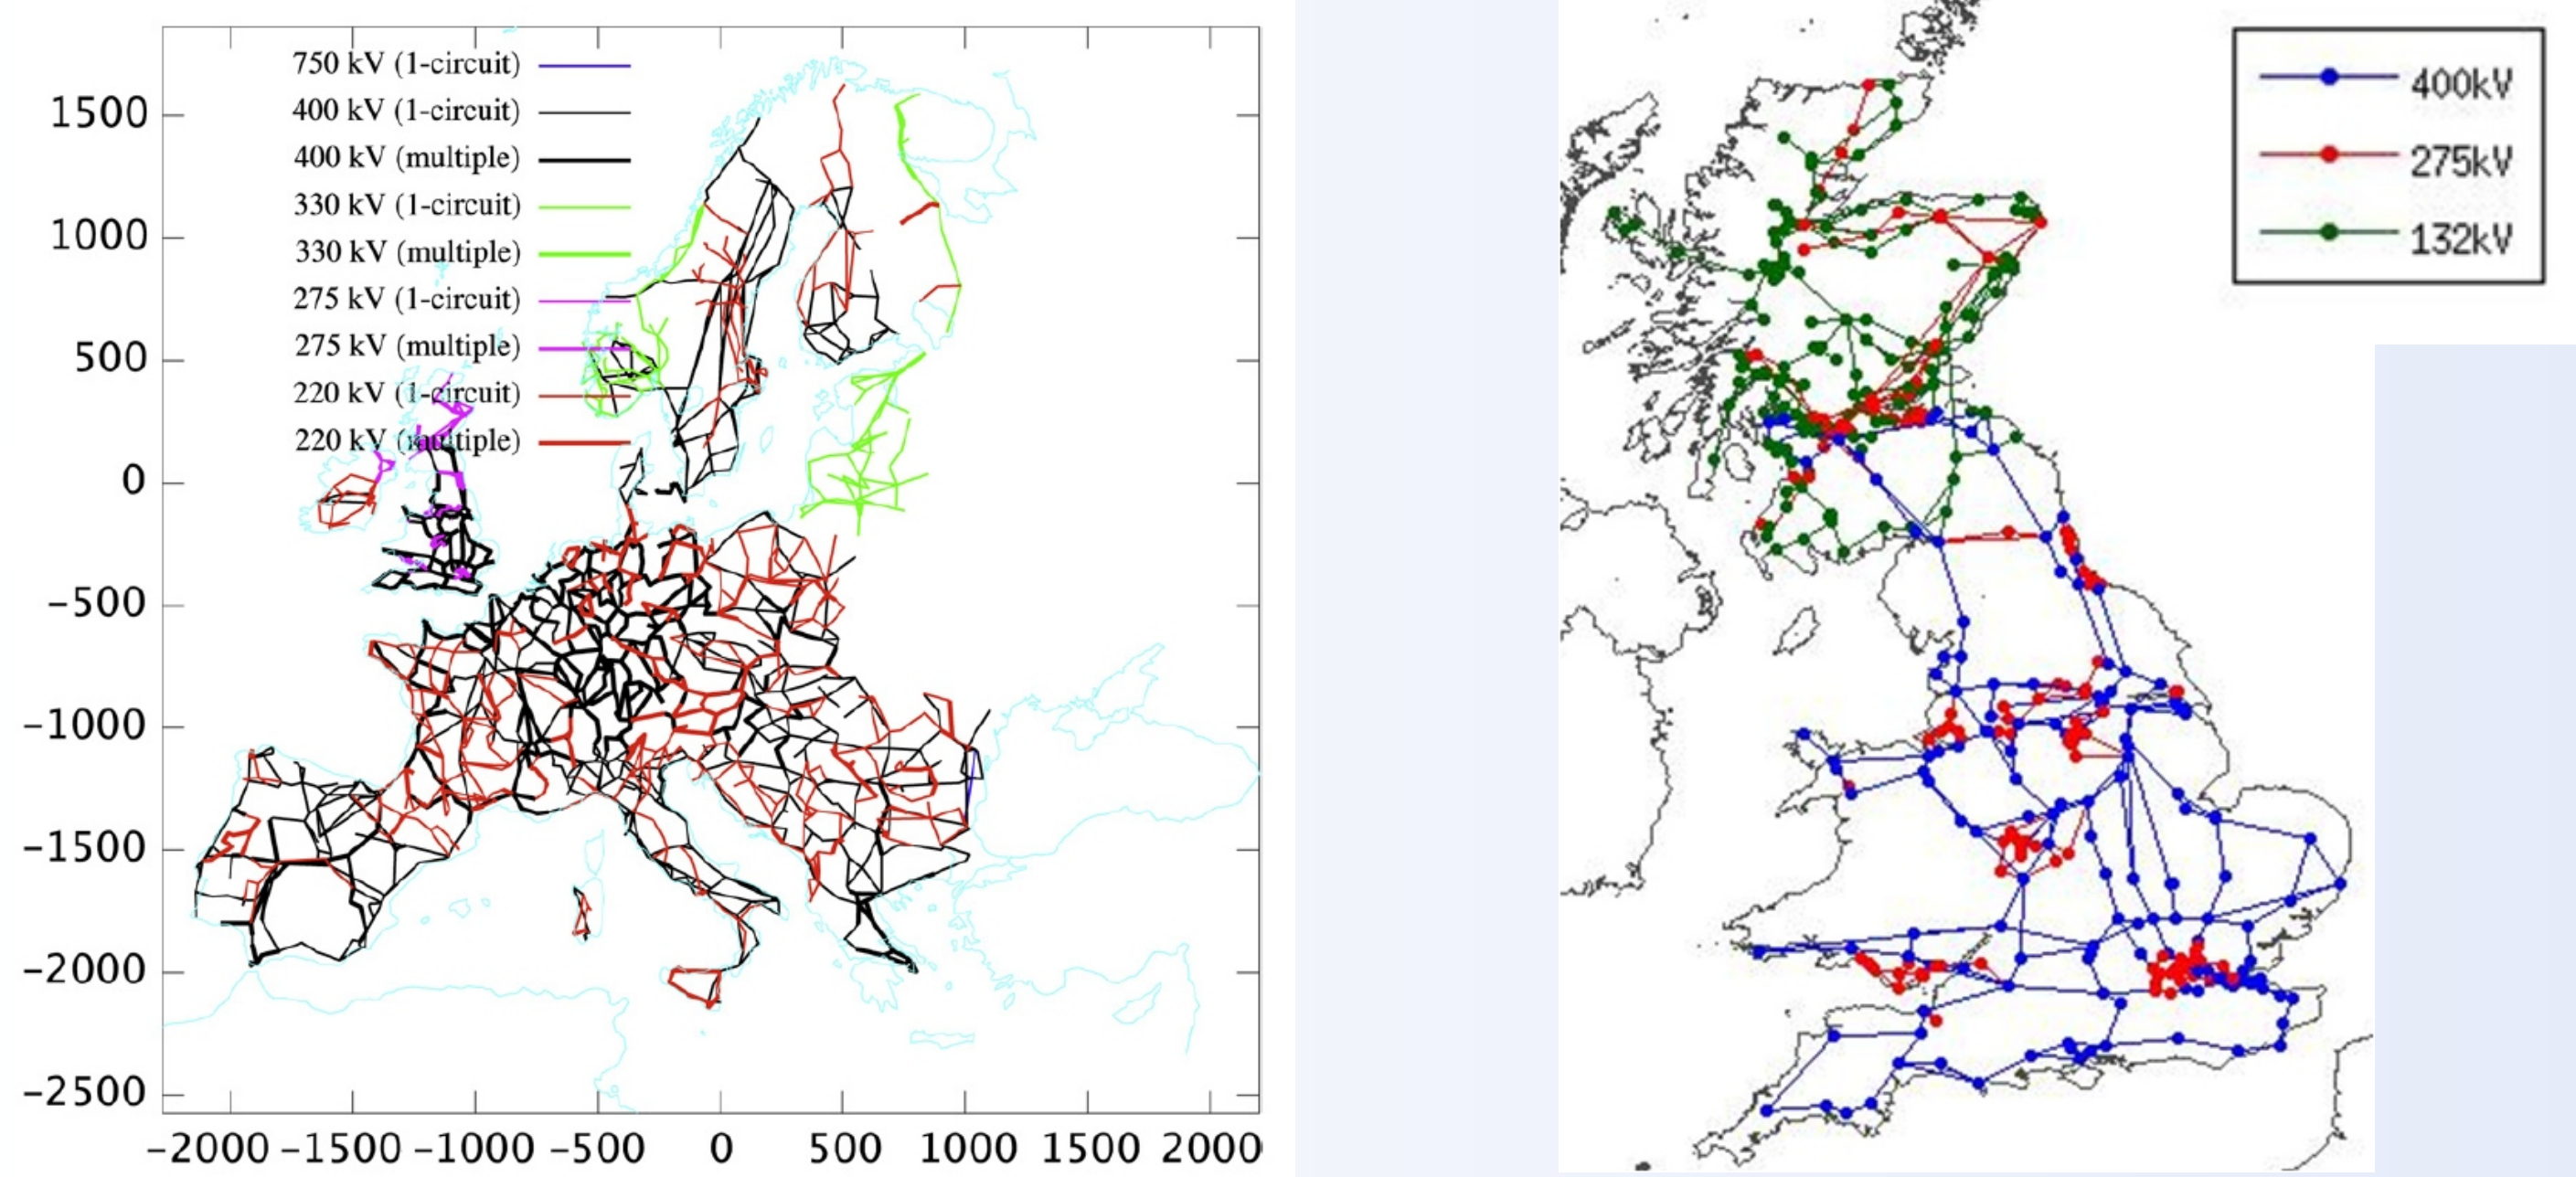 750 kV (1-circuit)
400 kV (1-circuit)
400 kV (multiple)
330 kV (1-circuit)
330 kV (multiple)
275 kV (1-circuit)
275 kV (multiple)
220 kV (1-circuit)
220 kV (multiple)
1500
1000
500
0
−500
−1000
−1500
−2000
−2500
−2000 −1500 −1000 −500 0 500 1000 1500 2000
400kV
275kV
132kV